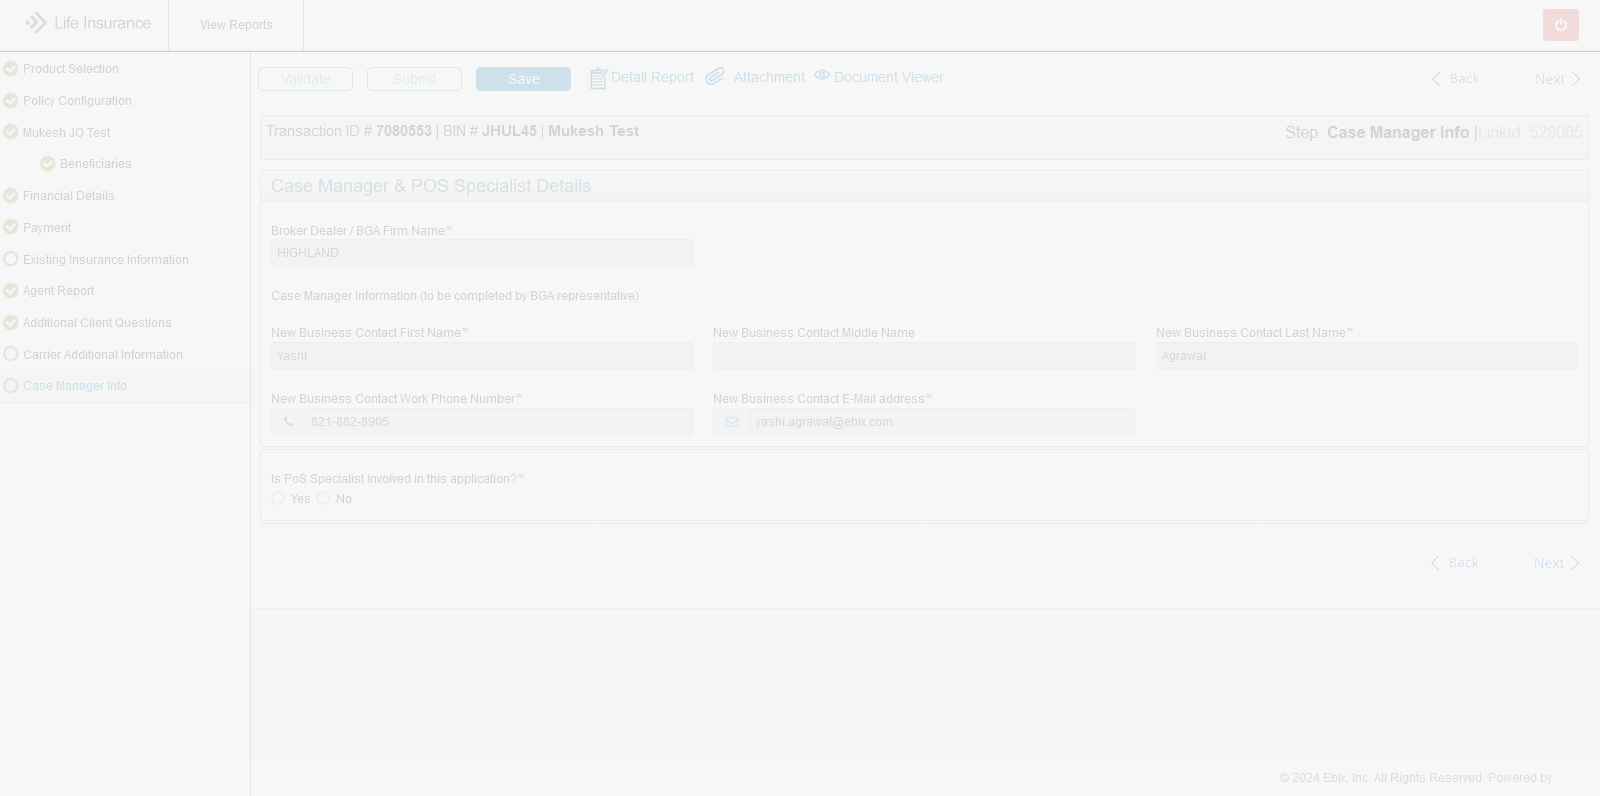 Life Insurance
View Reports
Product Selection
Policy Configuration
Mukesh JO Test
Beneficiaries
Financial Details
Payment
Existing Insurance Information
Agent Report
Additional Client Questions
Carrier Additional Information
Case Manager Info
Validate Submit Save Detail Report Attachment Document Viewer Back Next
Transaction ID # 7080553 | BIN # JHUL45 | Mukesh Test
Step: Case Manager Info |LinkId: 529065
Case Manager & POS Specialist Details
Broker Dealer / BGA Firm Name*
HIGHLAND
Case Manager Information (to be completed by BGA representative)
New Business Contact First Name* New Business Contact Middle Name New Business Contact Last Name*
Yashi Agrawal
New Business Contact Work Phone Number* New Business Contact E-Mail address*
821-882-8905 yashi.agrawal@ebix.com
Is PoS Specialist involved in this application?*
Yes No
Back Next
© 2024 Ebix, Inc. All Rights Reserved. Powered by